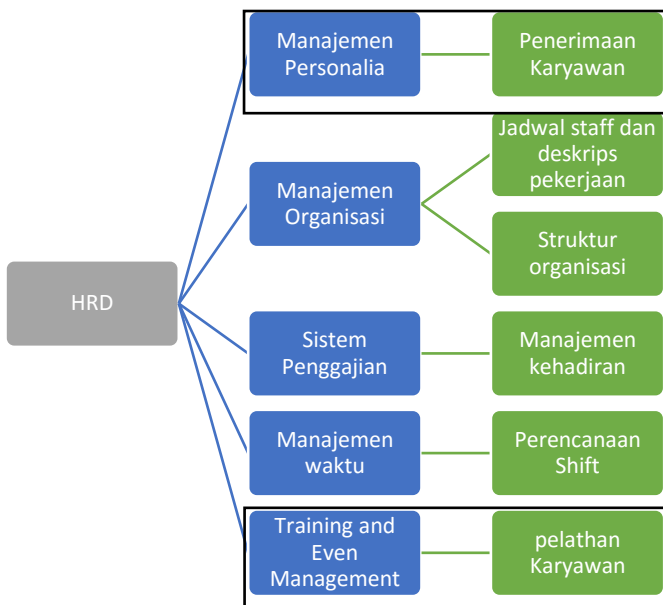 Manajemen
Personalia
Penerimaan
Karyawan
Manajemen
Organisasi
Jadwal staff dan
deskrips
pekerjaan
Struktur
organisasi
HRD
Sistem
Penggajian
Manajemen
kehadiran
Manajemen
waktu
Perencanaan
Shift
Training and
Even
Management
pelathan
Karyawan